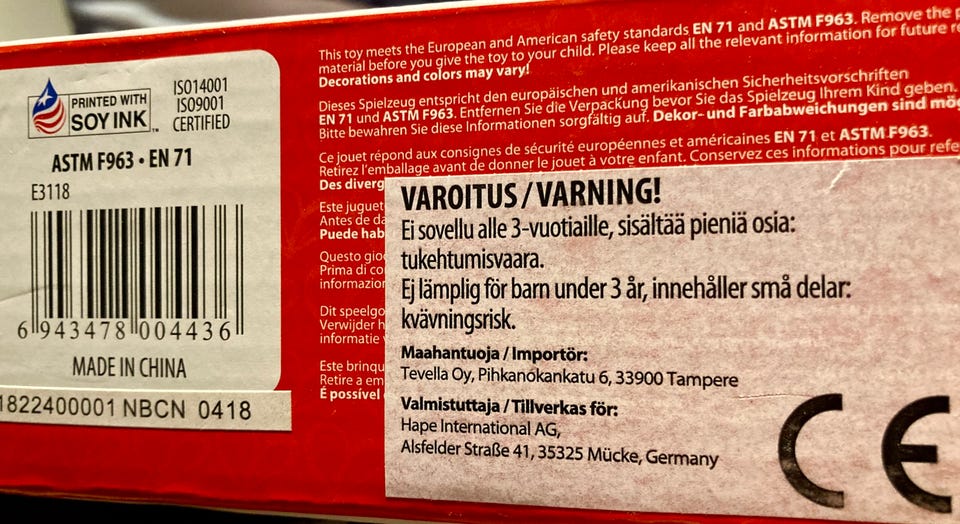 PRINTED WITH
SOY INK™
ISO14001
ISO9001
CERTIFIED
ASTM F963 • EN 71
E3118
6 943478 004436
MADE IN CHINA
1822400001 NBCN 0418
This toy meets the European and American safety standards EN 71 and ASTM F963. Remove the
material before you give the toy to your child. Please keep all the relevant information for future
Decorations and colors may vary!
Dieses Spielzeug entspricht den europäischen und amerikanischen Sicherheitsvorschriften
EN 71 und ASTM F963. Entfernen Sie die Verpackung bevor Sie das Spielzeug Ihrem Kind geben.
Bitte bewahren Sie diese Informationen sorgfältig auf. Dekor- und Farbabweichungen sind
Ce jouet répond aux consignes de sécurité européennes et américaines EN 71 et ASTM F963.
Retirez l'emballage avant de donner le jouet à votre enfant. Conservez ces informations pour
Des
Este
Antes de
Puede
Questo
Prima di
Dit
Verwijder
informatie
Este
Retire a
É possível
VAROITUS / VARNING!
Ei sovellu alle 3-vuotiaille, sisältää pieniä osia:
tukehtumisvaara.
Ej lämplig för barn under 3 år, innehåller små delar:
kvävningsrisk.
Maahantuoja / Importör:
Tevella Oy, Pihkanokankatu 6, 33900 Tampere
Valmistuttaja / Tillverkas för:
Hape International AG,
Alsfelder Straße 41, 35325 Mücke, Germany
CE